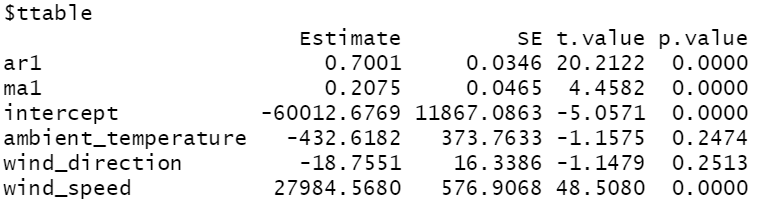 $ttable
Estimate SE t.value p.value
ar1 0.7001 0.0346 20.2122 0.0000
ma1 0.2075 0.0465 4.4582 0.0000
intercept -60012.6769 11867.0863 -5.0571 0.0000
ambient_temperature -432.6182 373.7633 -1.1575 0.2474
wind_direction -18.7551 16.3386 -1.1479 0.2513
wind_speed 27984.5680 576.9068 48.5080 0.0000